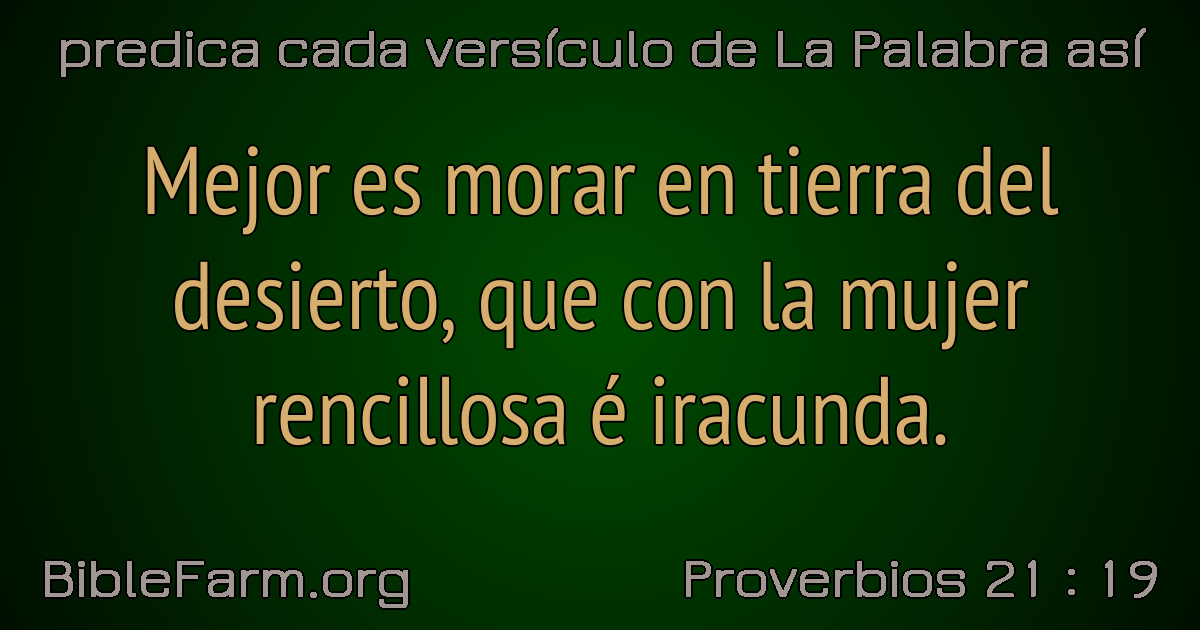 predica cada versículo de La Palabra así
Mejor es morar en tierra del
desierto, que con la mujer
rencillosa é iracunda.
BibleFarm.org
Proverbios 21 : 19